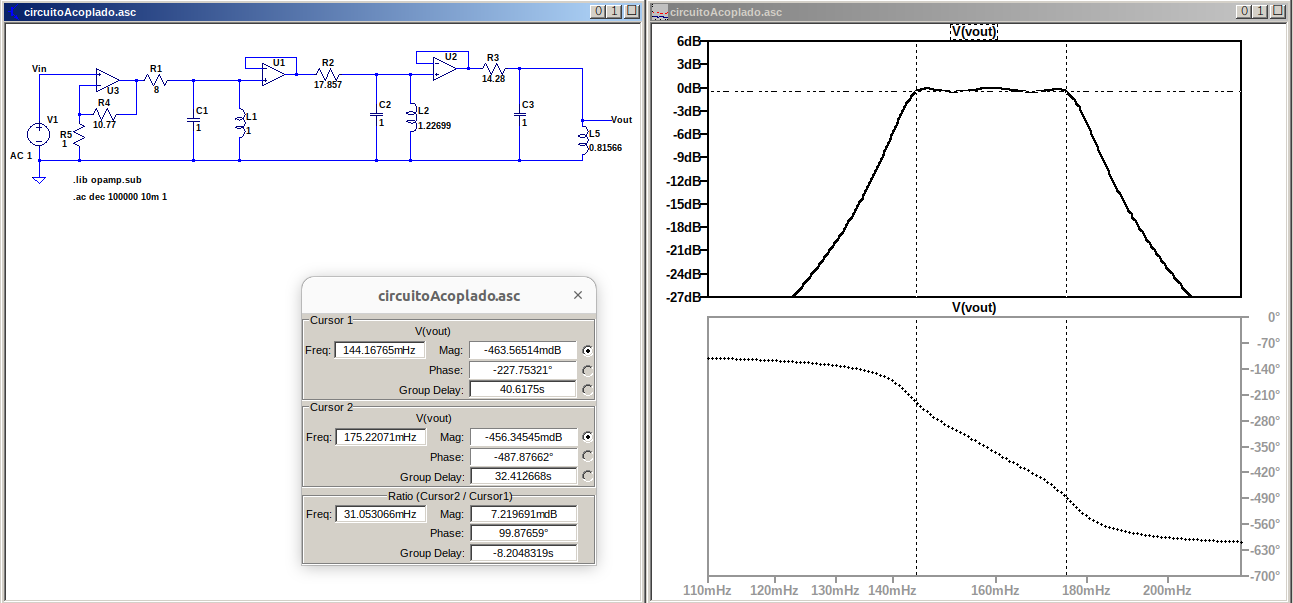 circuitoAcoplado.asc
Vin
V1
AC 1
U3
R4
10.77
R5
1
R1
8
C1
1
L1
1
U1
R2
17.857
C2
1
L2
1.22699
U2
R3
14.28
C3
1
Vout
L5
0.81566
.lib opamp.sub
.ac dec 100000 10m 1
circuitoAcoplado.asc
Cursor 1
V(vout)
Freq: 144.16765mHz Mag: -463.56514mdB
Phase: -227.75321°
Group Delay: 40.6175s
Cursor 2
V(vout)
Freq: 175.22071mHz Mag: -456.34545mdB
Phase: -487.87662°
Group Delay: 32.412668s
Ratio (Cursor2 / Cursor1)
Freq: 31.053066mHz Mag: 7.219691mdB
Phase: 99.87659°
Group Delay: -8.2048319s
circuitoAcoplado.asc
V(vout)
6dB
3dB
0dB
-3dB
-6dB
-9dB
-12dB
-15dB
-18dB
-21dB
-24dB
-27dB
V(vout)
0°
-70°
-140°
-210°
-280°
-350°
-420°
-490°
-560°
-630°
-700°
110mHz 120mHz 130mHz 140mHz 160mHz 180mHz 200mHz